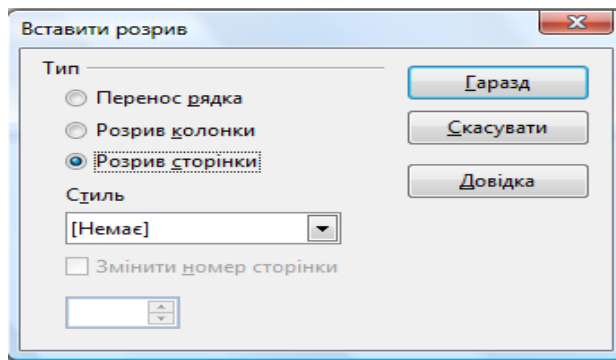 Вставити розрив
Тип
Перенос рядка
Розрив колонки
Розрив сторінки
Стиль
[Немає]
Змінити номер сторінки
Гаразд
Скасувати
Довідка